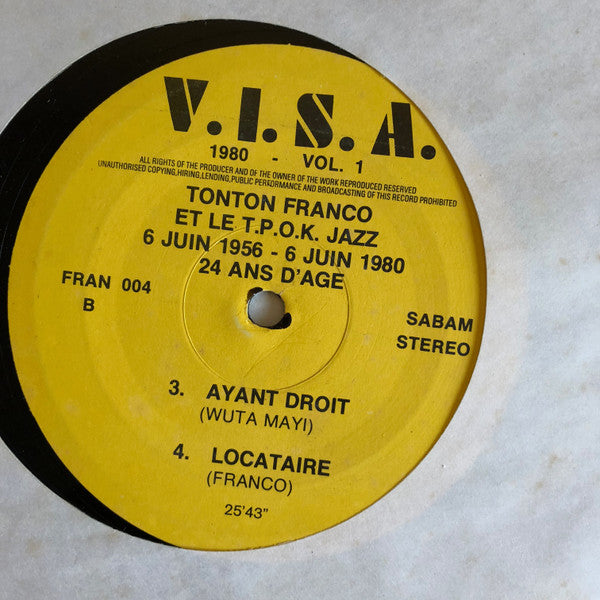 V.I.S.A.
1980 - VOL. 1
ALL RIGHTS OF THE PRODUCER AND OF THE OWNER OF THE WORK REPRODUCED RESERVED
UNAUTHORISED COPYING,HIRING,LENDING,PUBLIC PERFORMANCE AND BROADCASTING OF THIS RECORD PROHIBITED
TONTON FRANCO
ET LE T.P.O.K. JAZZ
6 JUIN 1956 - 6 JUIN 1980
24 ANS D'AGE
FRAN 004
B
SABAM
STEREO
3. AYANT DROIT
(WUTA MAYI)
4. LOCATAIRE
(FRANCO)
25'43"